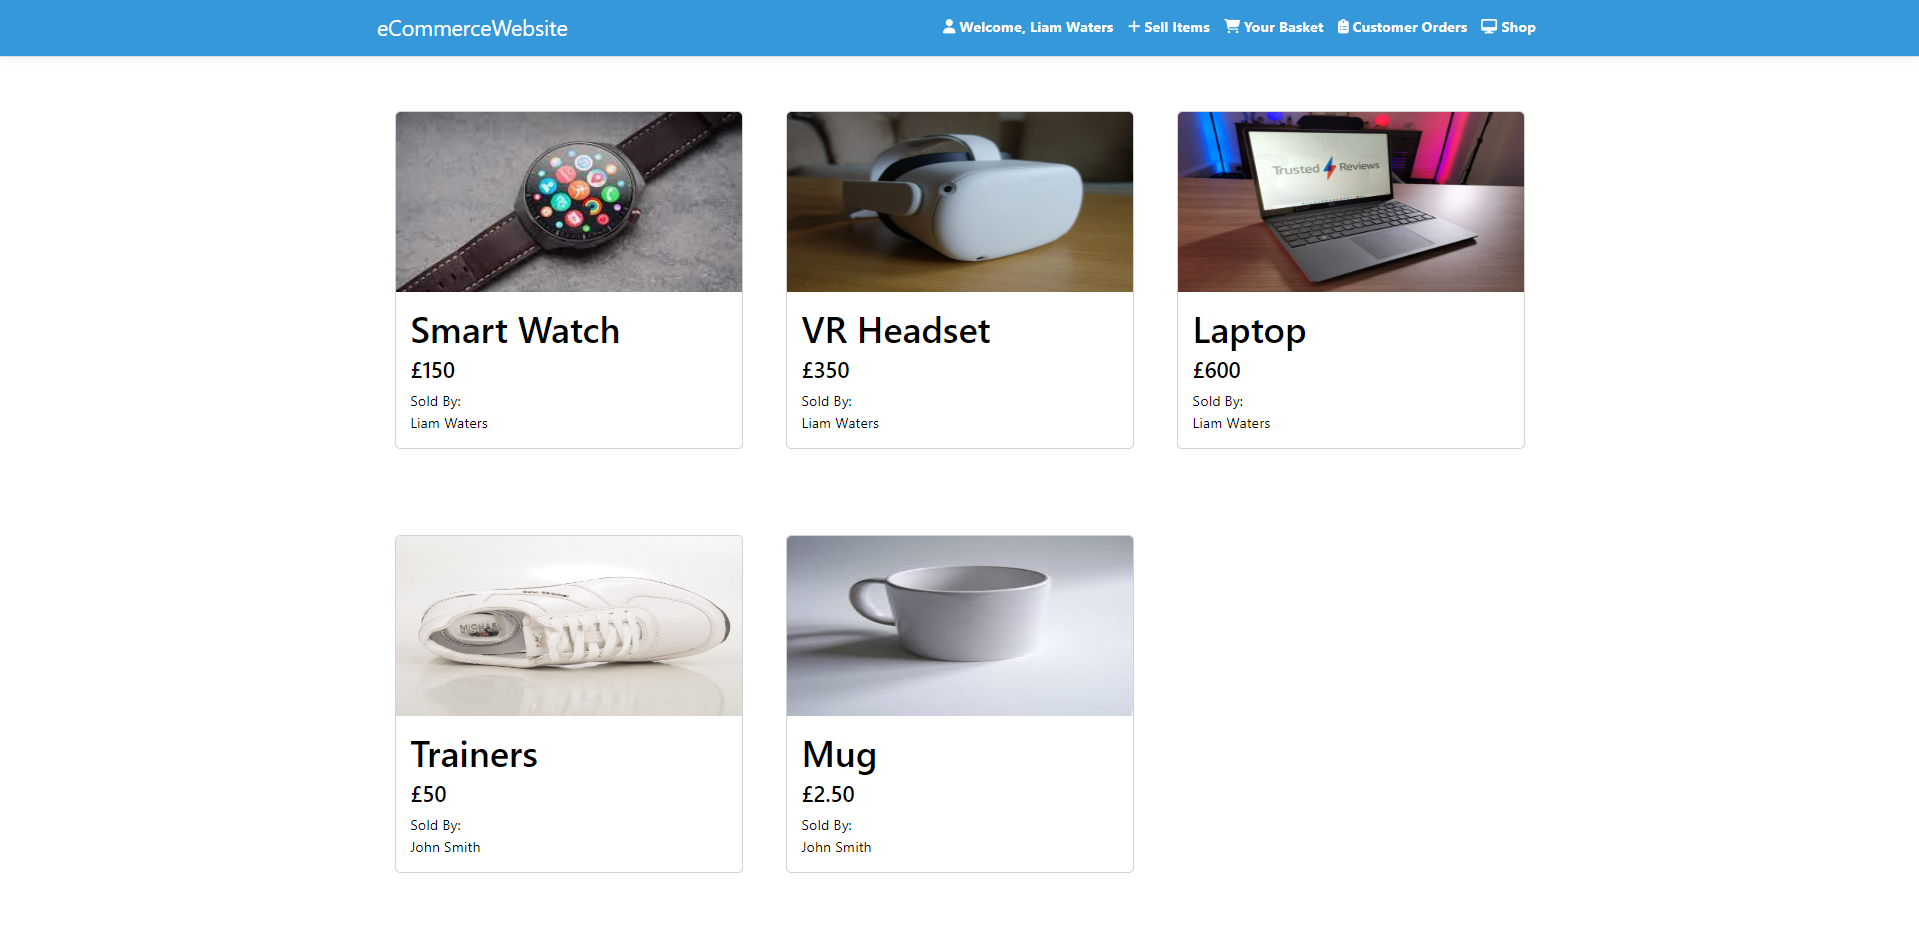 eCommerceWebsite
Welcome, Liam Waters
Sell Items
Your Basket
Customer Orders
Shop
Trusted Reviews
Smart Watch
£150
Sold By:
Liam Waters
VR Headset
£350
Sold By:
Liam Waters
Laptop
£600
Sold By:
Liam Waters
Trainers
£50
Sold By:
John Smith
Mug
£2.50
Sold By:
John Smith